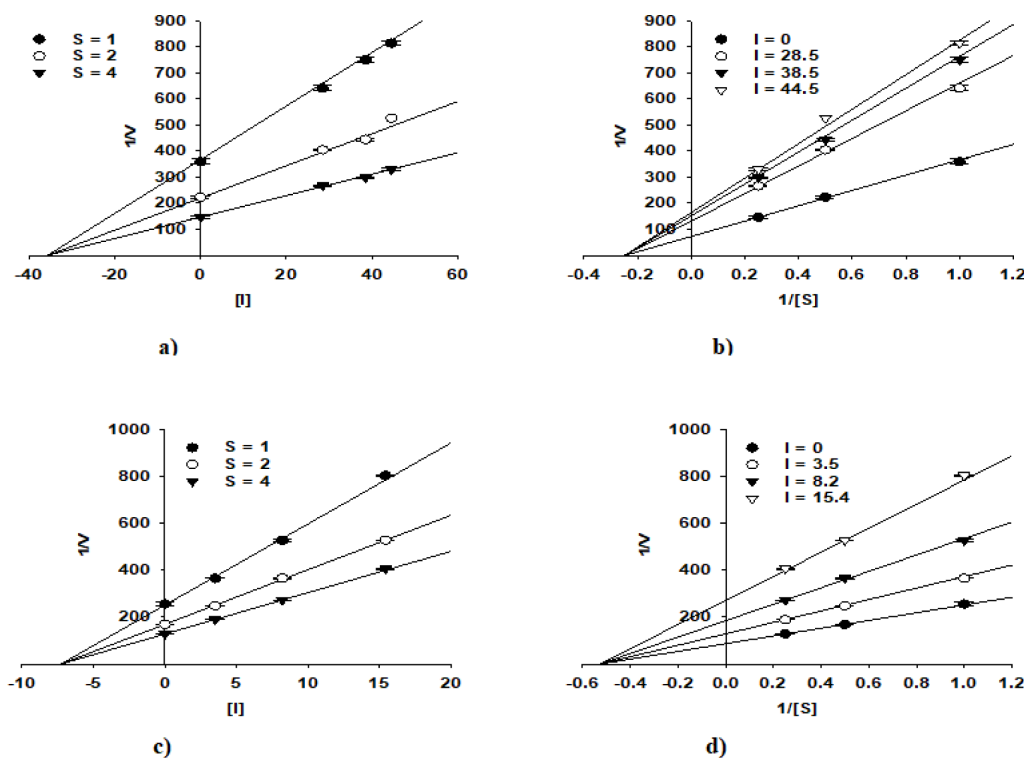 900
800
700
600
500
400
300
200
100
1/V
S = 1
S = 2
S = 4
-40
-20
0
20
40
60
[I]
a)
900
800
700
600
500
400
300
200
100
1/V
I = 0
I = 28.5
I = 38.5
I = 44.5
-0.4
-0.2
0.0
0.2
0.4
0.6
0.8
1.0
1.2
1/[S]
b)
1000
800
600
400
200
1/V
S = 1
S = 2
S = 4
-10
-5
0
5
10
15
20
[I]
c)
1000
800
600
400
200
1/V
I = 0
I = 3.5
I = 8.2
I = 15.4
-0.6
-0.4
-0.2
0.0
0.2
0.4
0.6
0.8
1.0
1.2
1/[S]
d)